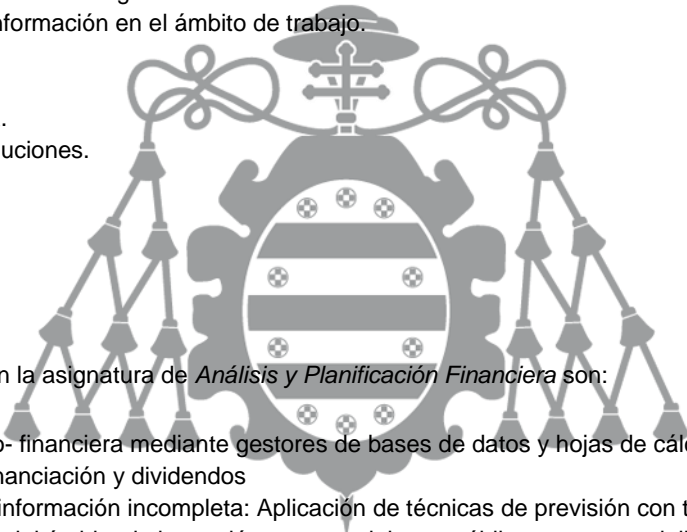 nformación en el ámbito de trabajo.
.
uciones.
n la asignatura de Análisis y Planificación Financiera son:
o- financiera mediante gestores de bases de datos y hojas de cálc
nanciación y dividendos
información incompleta: Aplicación de técnicas de previsión con t